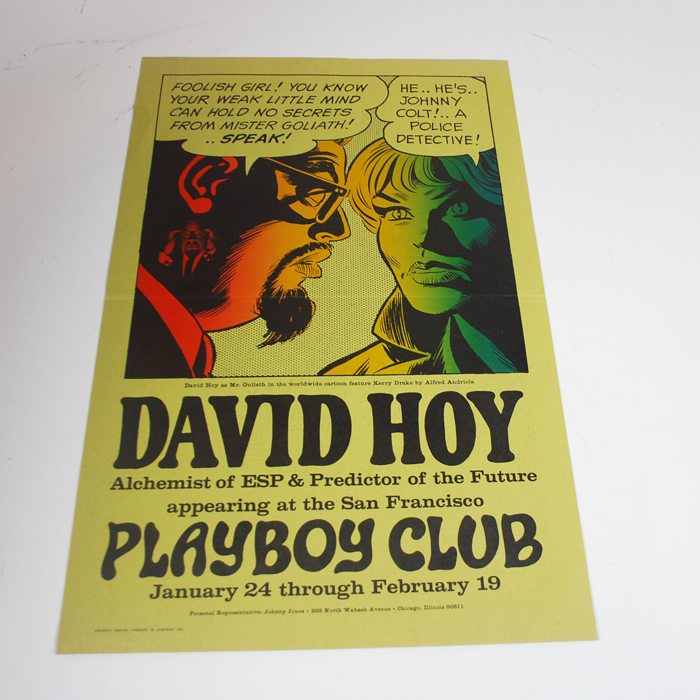 FOOLISH GIRL! YOU KNOW
YOUR WEAK LITTLE MIND
CAN HOLD NO SECRETS
FROM MISTER GOLIATH!
.. SPEAK!
HE.. HE'S..
JOHNNY
COLT!.. A
POLICE
DETECTIVE!
David Hoy as Mr. Goliath in the worldwide cartoon feature Kerry Drake by Alfred Andriola
DAVID HOY
Alchemist of ESP & Predictor of the Future
appearing at the San Francisco
PLAYBOY CLUB
January 24 through February 19
Personal Representative: Johnny Jones • 203 North Wabash Avenue • Chicago, Illinois 60611